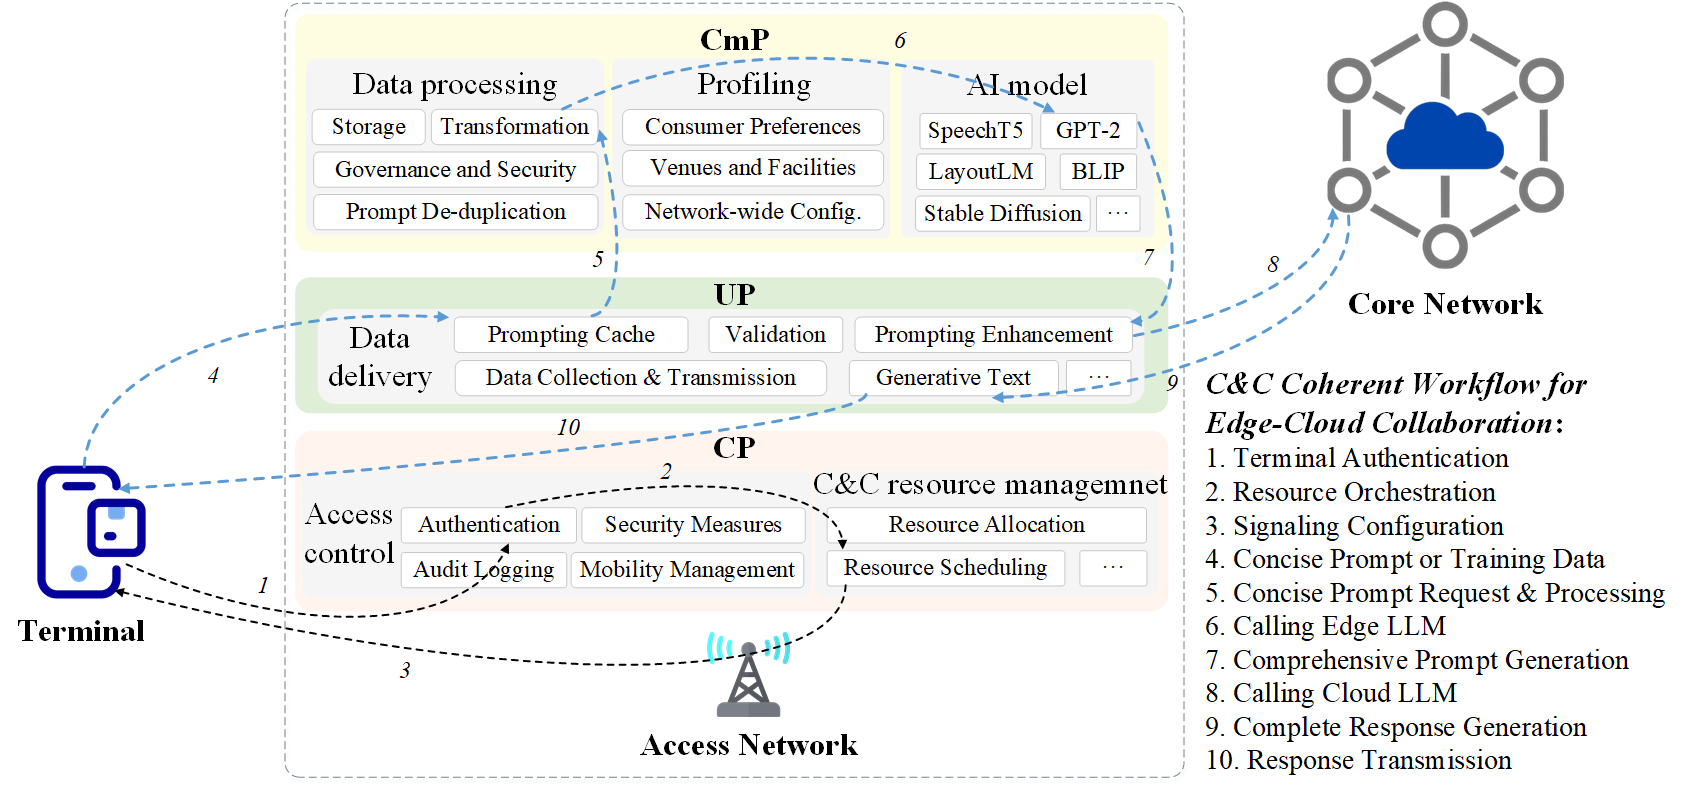 CmP
6
Data processing
Profiling
AI model
Storage
Transformation
Consumer Preferences
SpeechT5
GPT-2
Governance and Security
Venues and Facilities
LayoutLM
BLIP
Prompt De-duplication
Network-wide Config.
Stable Diffusion
...
5
7
8
UP
Core Network
Data
delivery
Prompting Cache
Validation
Prompting Enhancement
Data Collection & Transmission
Generative Text
...
4
9
10
CP
2
Access
control
C&C resource managemnet
Authentication
Security Measures
Resource Allocation
Audit Logging
Mobility Management
Resource Scheduling
...
1
Terminal
3
Access Network
C&C Coherent Workflow for
Edge-Cloud Collaboration:
1. Terminal Authentication
2. Resource Orchestration
3. Signaling Configuration
4. Concise Prompt or Training Data
5. Concise Prompt Request & Processing
6. Calling Edge LLM
7. Comprehensive Prompt Generation
8. Calling Cloud LLM
9. Complete Response Generation
10. Response Transmission